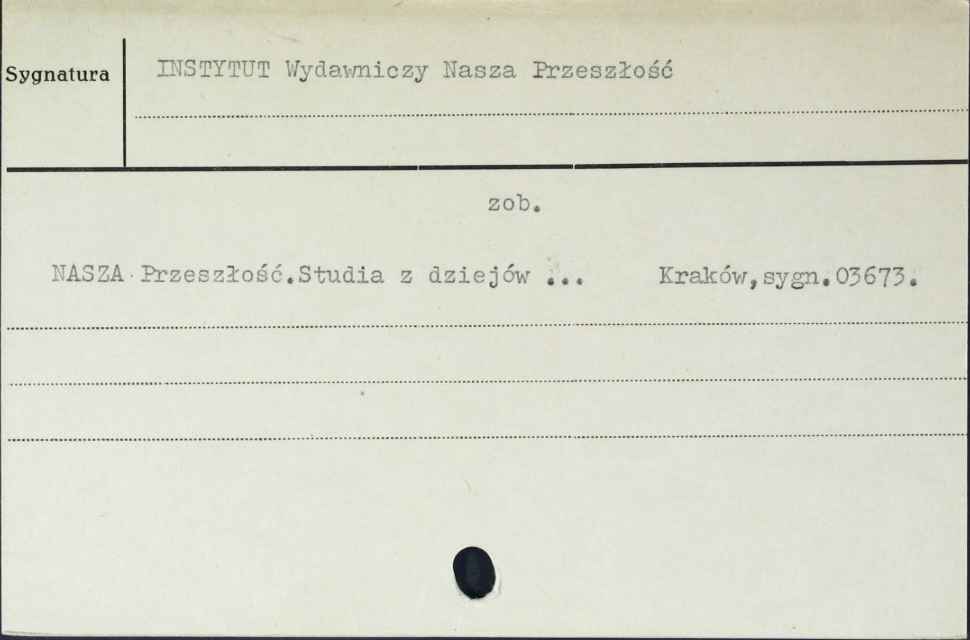 Sygnatura
INSTYTUT Wydawniczy Nasza Przeszłość
zob.
NASZA Przeszłość.Studia z dziejów ... Kraków,sygn.03673.